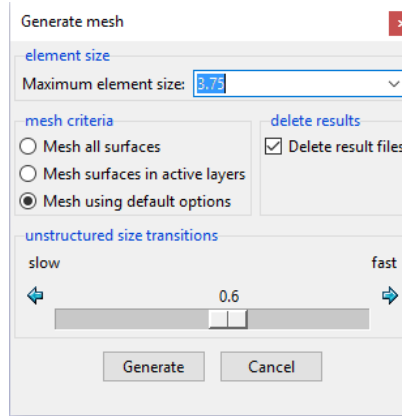 Generate mesh
element size
Maximum element size: 3.75
mesh criteria
Mesh all surfaces
Mesh surfaces in active layers
Mesh using default options
delete results
Delete result files
unstructured size transitions
slow fast
0.6
Generate Cancel